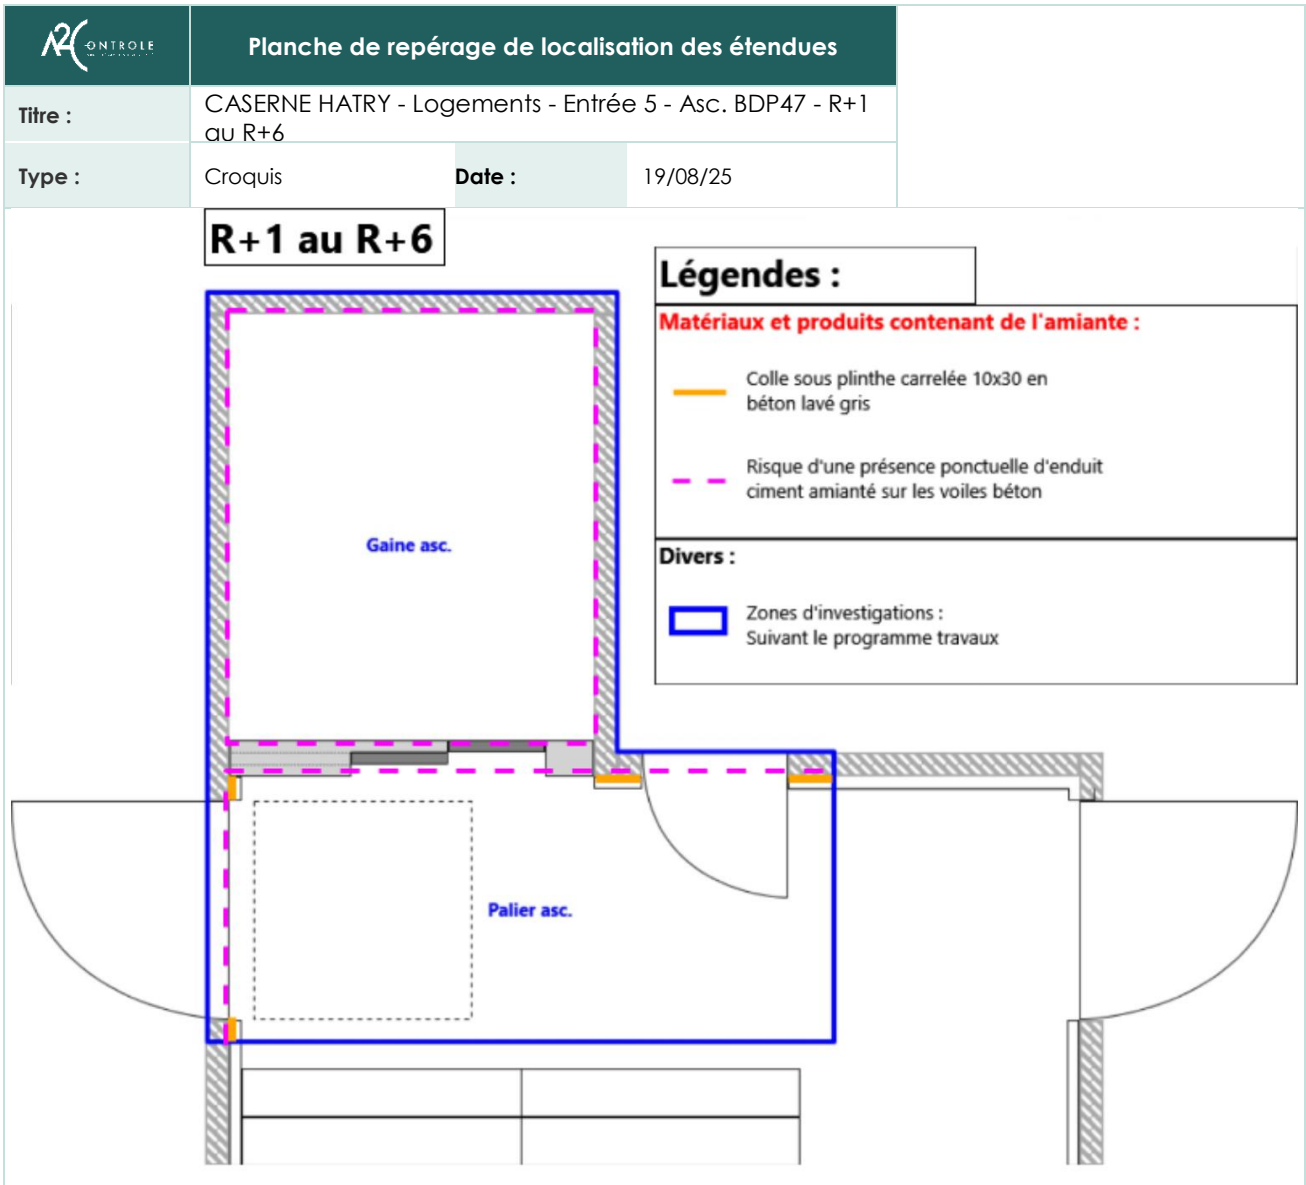 A2CONTROLE
Planche de repérage de localisation des étendues
Titre :
CASERNE HATRY - Logements - Entrée 5 - Asc. BDP47 - R+1
au R+6
Type :
Croquis
Date :
19/08/25
R+1 au R+6
Légendes :
Matériaux et produits contenant de l'amiante :
Colle sous plinthe carrelée 10x30 en
béton lavé gris
Risque d'une présence ponctuelle d'enduit
ciment amianté sur les voiles béton
Divers :
Zones d'investigations :
Suivant le programme travaux
Gaine asc.
Palier asc.